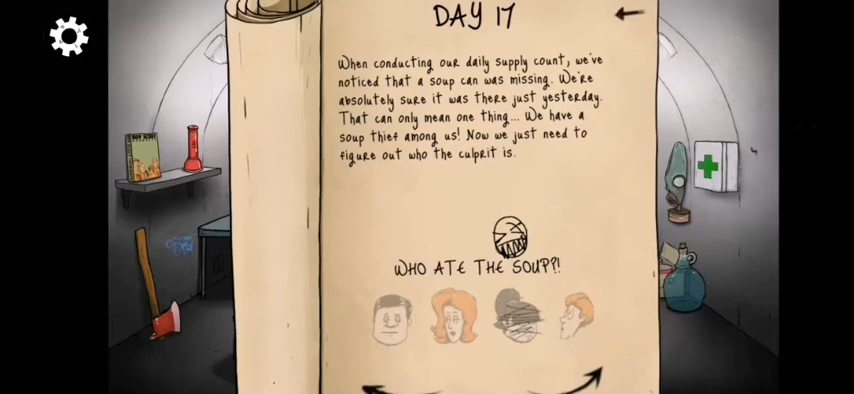 DAY 17
When conducting our daily supply count, we've
noticed that a soup can was missing. We're
absolutely sure it was there just yesterday.
That can only mean one thing... We have a
soup thief among us! Now we just need to
figure out who the culprit is.
WHO ATE THE SOUP?!
BOY SCOUT